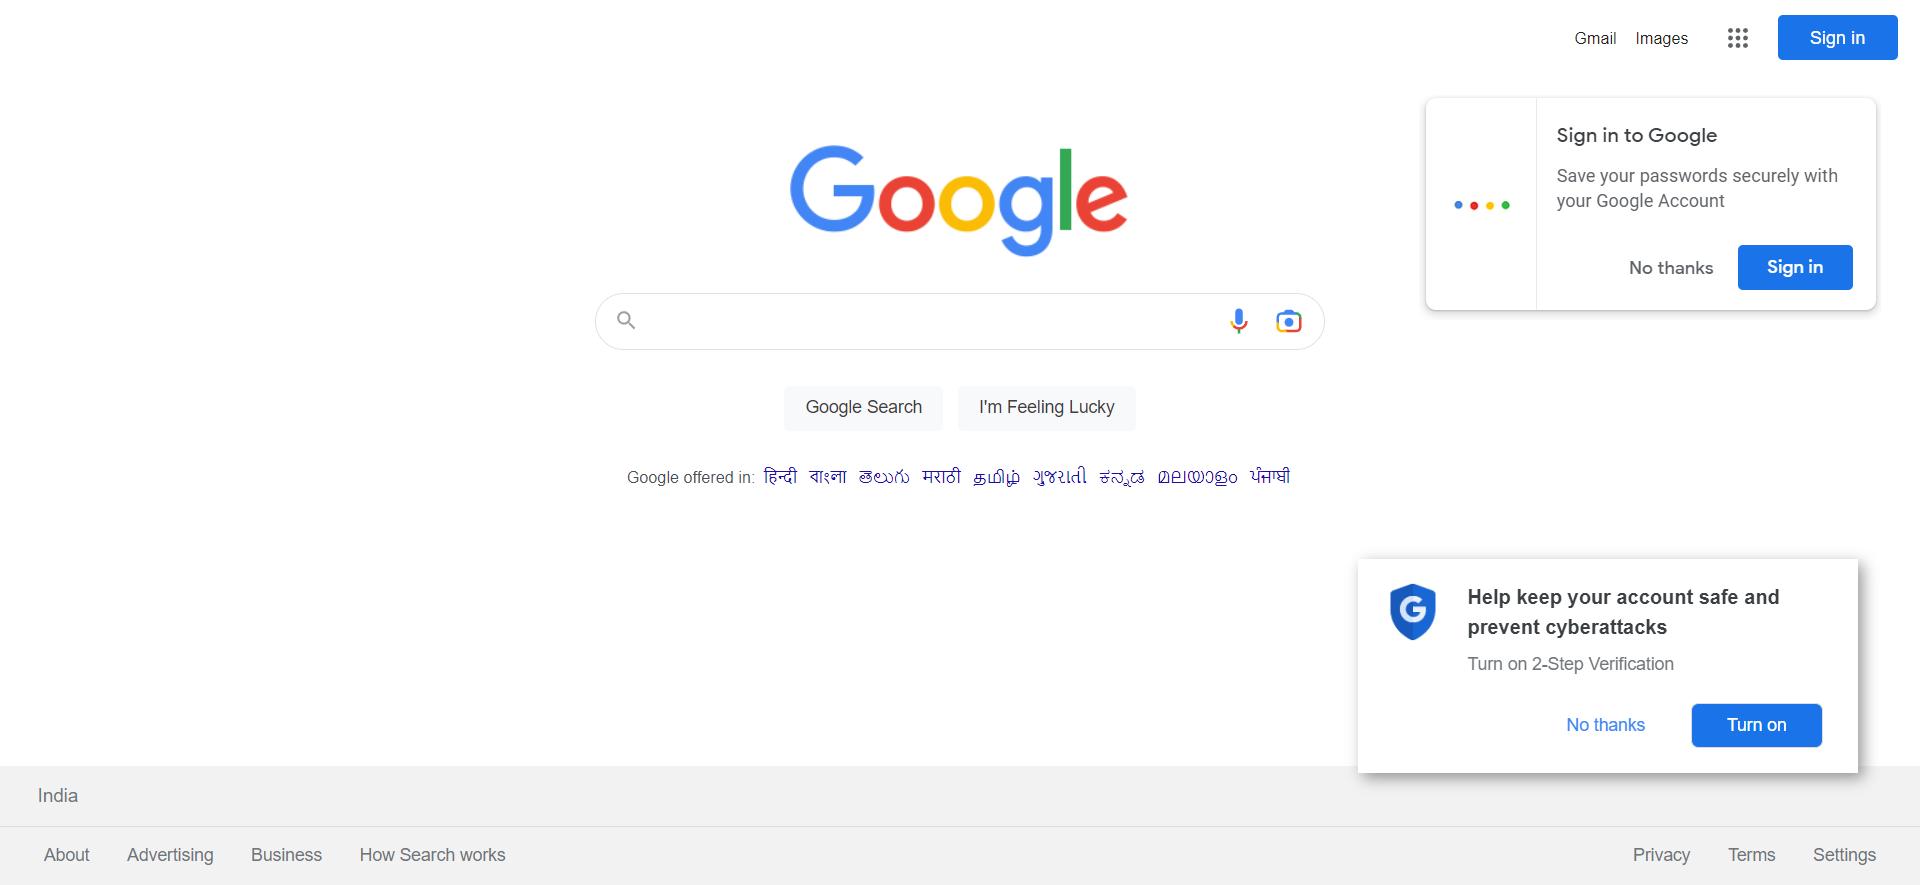 Gmail Images Sign in
Sign in to Google
Save your passwords securely with
your Google Account
No thanks Sign in
Google
Google Search I'm Feeling Lucky
Google offered in: हिन्दी বাংলা తెలుగు मराठी தமிழ் ગુજરાતી ಕನ್ನಡ മലയാളം ਪੰਜਾਬੀ
G
Help keep your account safe and
prevent cyberattacks
Turn on 2-Step Verification
No thanks Turn on
India
About Advertising Business How Search works Privacy Terms Settings